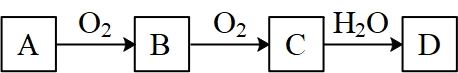 A O₂ B O₂ C H₂O D